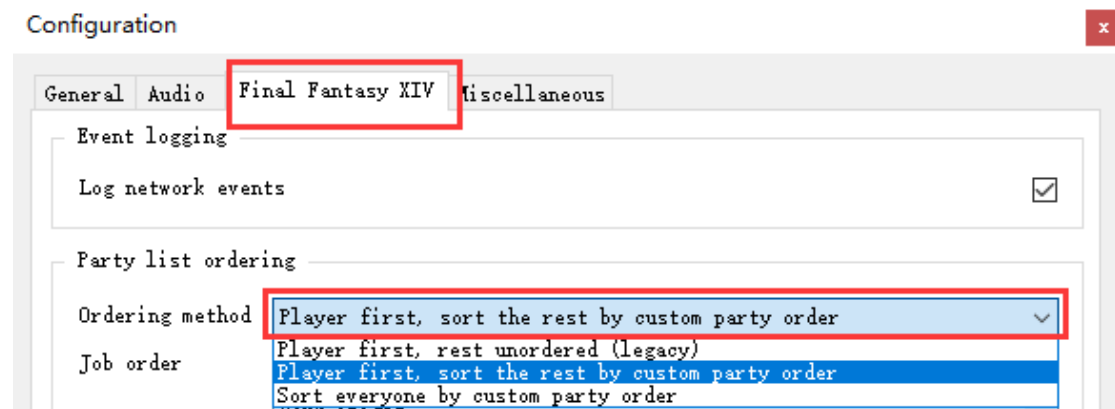 Configuration
x
General Audio Final Fantasy XIV Miscellaneous
Event logging
Log network events
Party list ordering
Ordering method Player first, sort the rest by custom party order
Player first, rest unordered (legacy)
Job order
Player first, sort the rest by custom party order
Sort everyone by custom party order